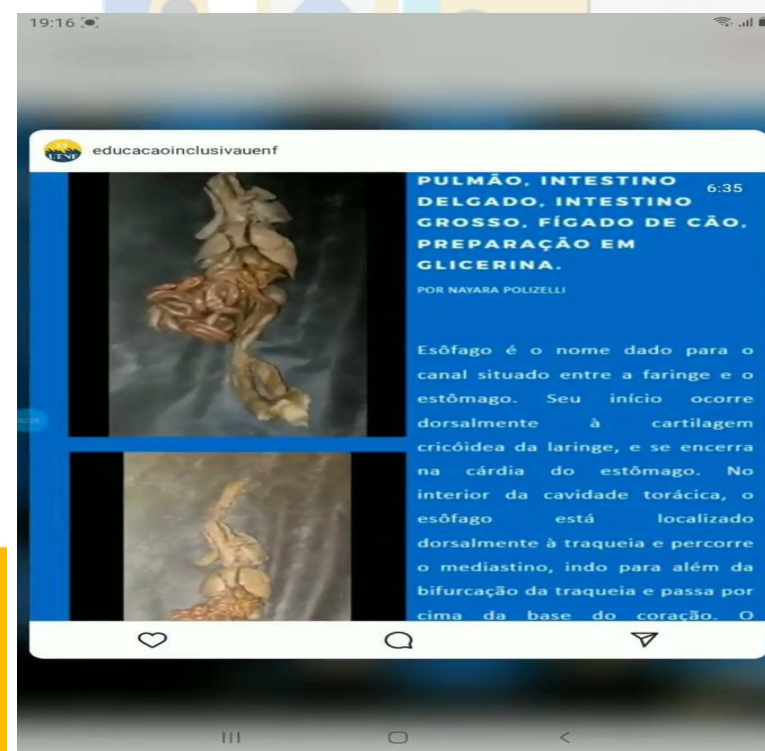 19:16
educacaoinclusivauenf
PULMÃO, INTESTINO
6:35
DELGADO, INTESTINO
GROSSO, FÍGADO DE CÃO,
PREPARAÇÃO EM
GLICERINA.
POR NAYARA POLIZELLI
Esôfago é o nome dado para o
canal situado entre a faringe e o
estômago. Seu início ocorre
dorsalmente à cartilagem
cricóidea da laringe, e se encerra
na cárdia do estômago. No
interior da cavidade torácica, o
esôfago está localizado
dorsalmente à traqueia e percorre
o mediastino, indo para além da
bifurcação da traqueia e passa por
cima da base do coração. O